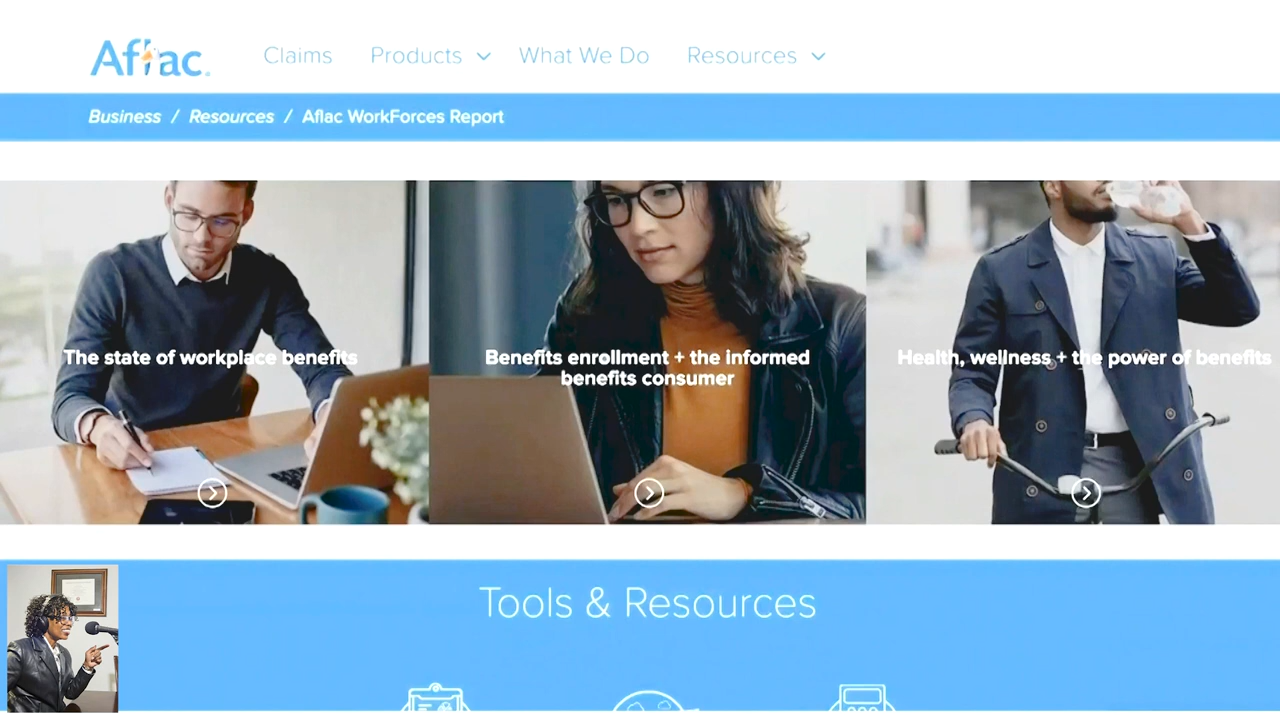 Aflac
Claims
Products
What We Do
Resources
Business / Resources / Aflac WorkForces Report
The state of workplace benefits
Benefits enrollment + the informed
benefits consumer
Health, wellness + the power of benefits
Tools & Resources